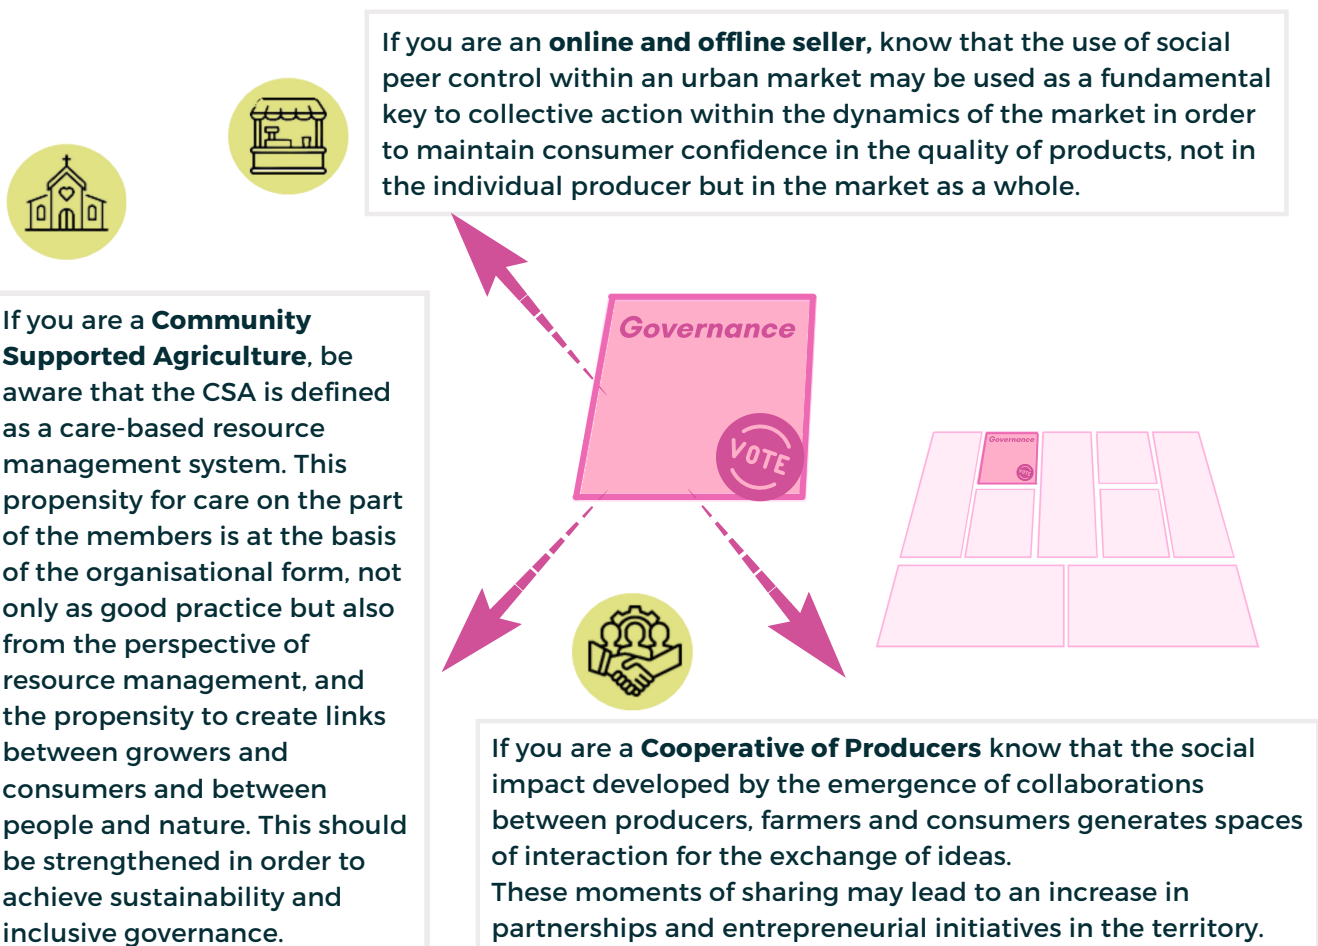 If you are an online and offline seller, know that the use of social
peer control within an urban market may be used as a fundamental
key to collective action within the dynamics of the market in order
to maintain consumer confidence in the quality of products, not in
the individual producer but in the market as a whole.
If you are a Community
Supported Agriculture, be
aware that the CSA is defined
as a care-based resource
management system. This
propensity for care on the part
of the members is at the basis
of the organisational form, not
only as good practice but also
from the perspective of
resource management, and
the propensity to create links
between growers and
consumers and between
people and nature. This should
be strengthened in order to
achieve sustainability and
inclusive governance.
Governance
VOTE
Governance
VOTE
If you are a Cooperative of Producers know that the social
impact developed by the emergence of collaborations
between producers, farmers and consumers generates spaces
of interaction for the exchange of ideas.
These moments of sharing may lead to an increase in
partnerships and entrepreneurial initiatives in the territory.